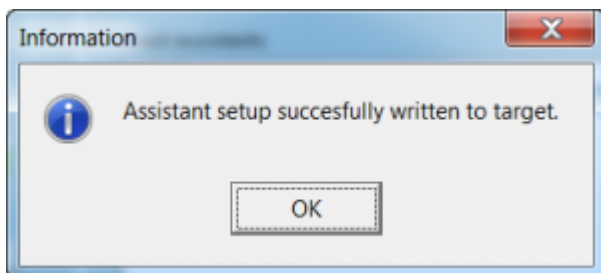 Information
Assistant setup succesfully written to target.
OK